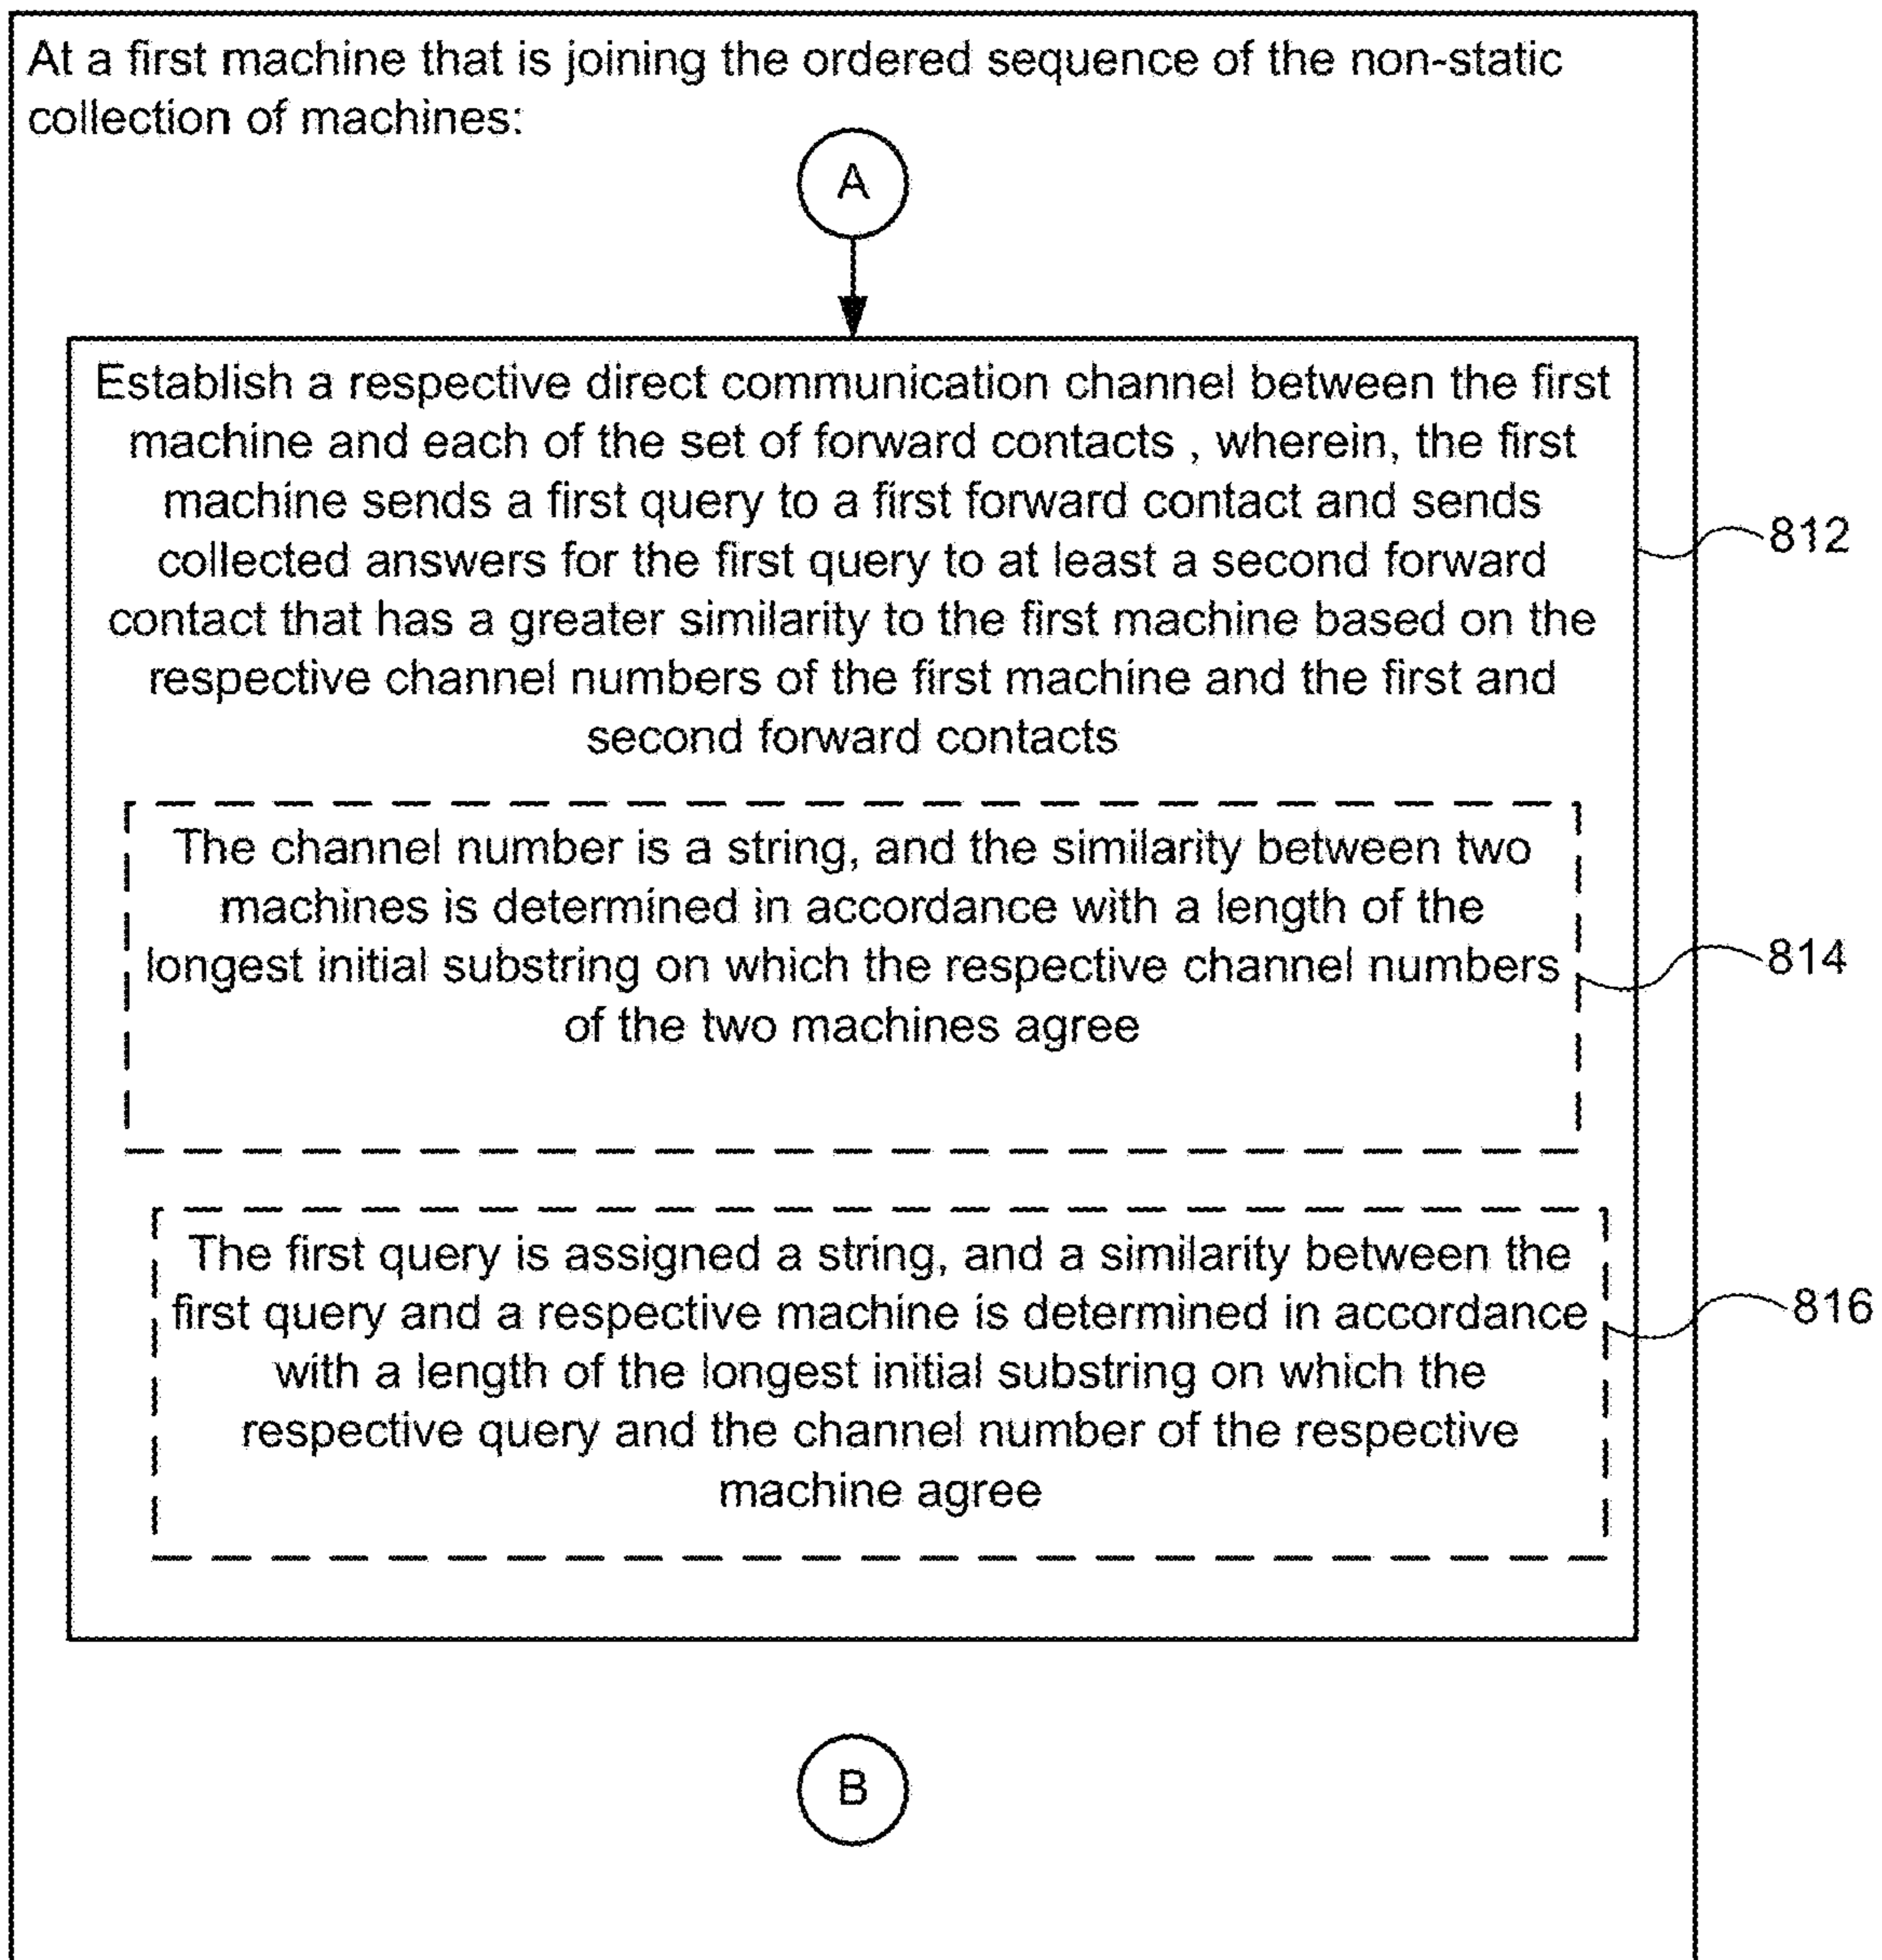 At a first machine that is joining the ordered sequence of the non-static
collection of machines:
A
Establish a respective direct communication channel between the first
machine and each of the set of forward contacts , wherein, the first
machine sends a first query to a first forward contact and sends
collected answers for the first query to at least a second forward
contact that has a greater similarity to the first machine based on the
respective channel numbers of the first machine and the first and
second forward contacts
812
The channel number is a string, and the similarity between two
machines is determined in accordance with a length of the
longest initial substring on which the respective channel numbers
of the two machines agree
814
The first query is assigned a string, and a similarity between the
first query and a respective machine is determined in accordance
with a length of the longest initial substring on which the
respective query and the channel number of the respective
machine agree
816
B